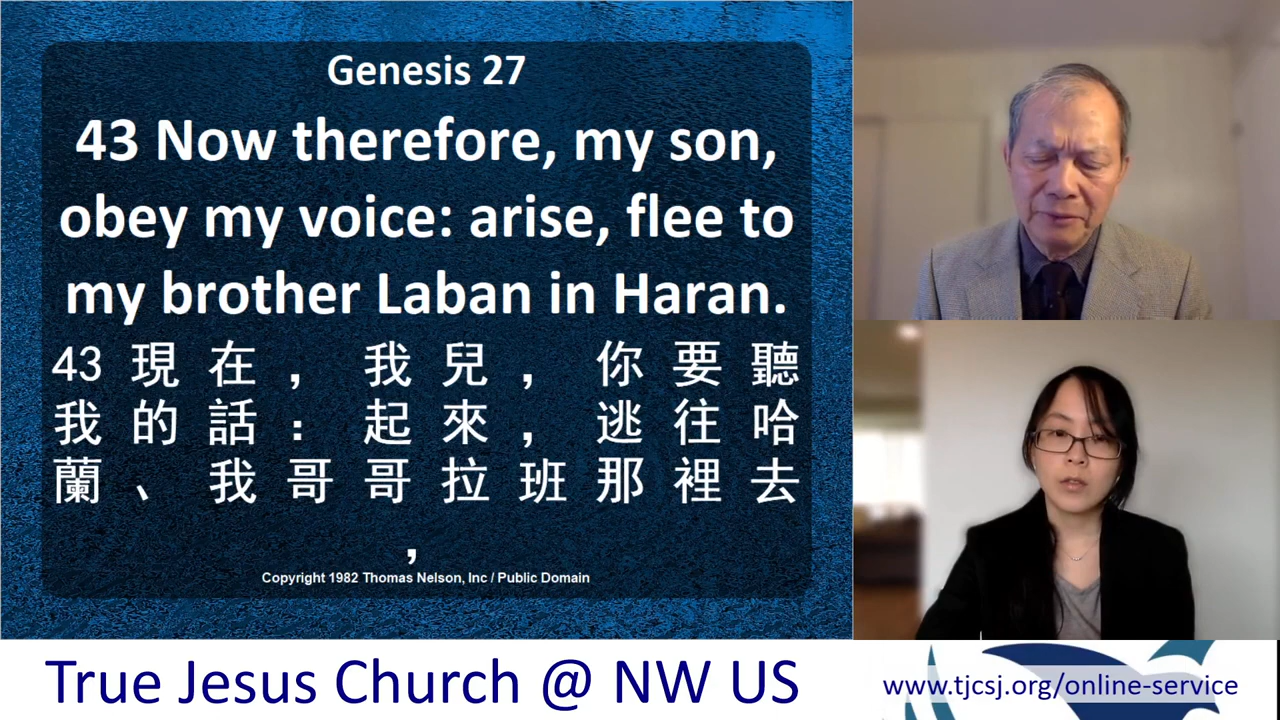 Genesis 27
43 Now therefore, my son,
obey my voice: arise, flee to
my brother Laban in Haran.
43 現在，我兒，你要聽
我的話：起來，逃往哈
蘭、我哥哥拉班那裡去
，
Copyright 1982 Thomas Nelson, Inc / Public Domain
True Jesus Church @ NW US
www.tjcsj.org/online-service